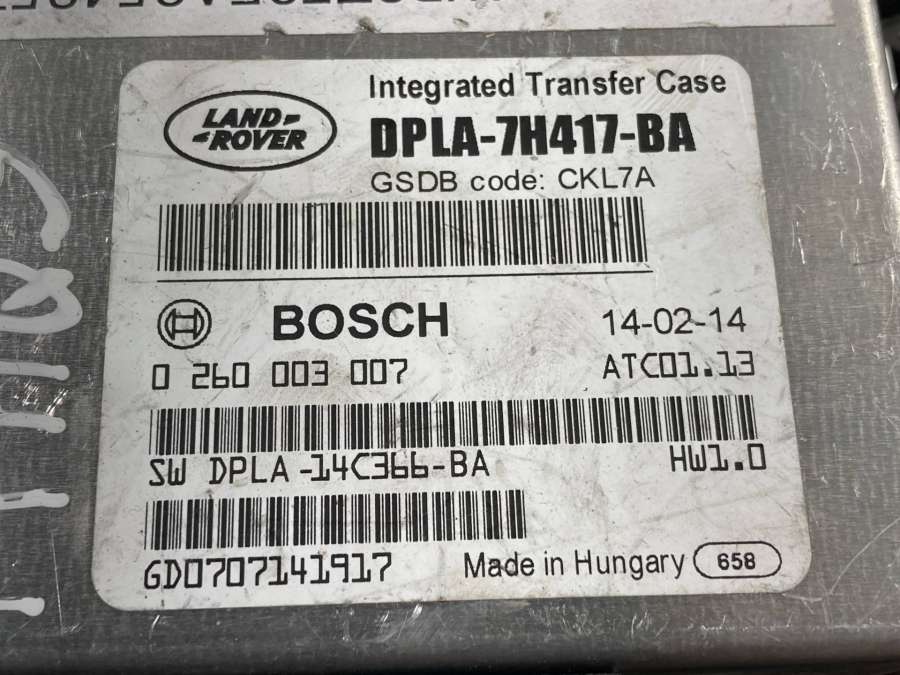 LAND
ROVER
Integrated Transfer Case
DPLA-7H417-BA
GSDB code: CKL7A
BOSCH
14-02-14
0 260 003 007
ATC01.13
SW DPLA-14C366-BA
HW1.0
GD0707141917
Made in Hungary 658